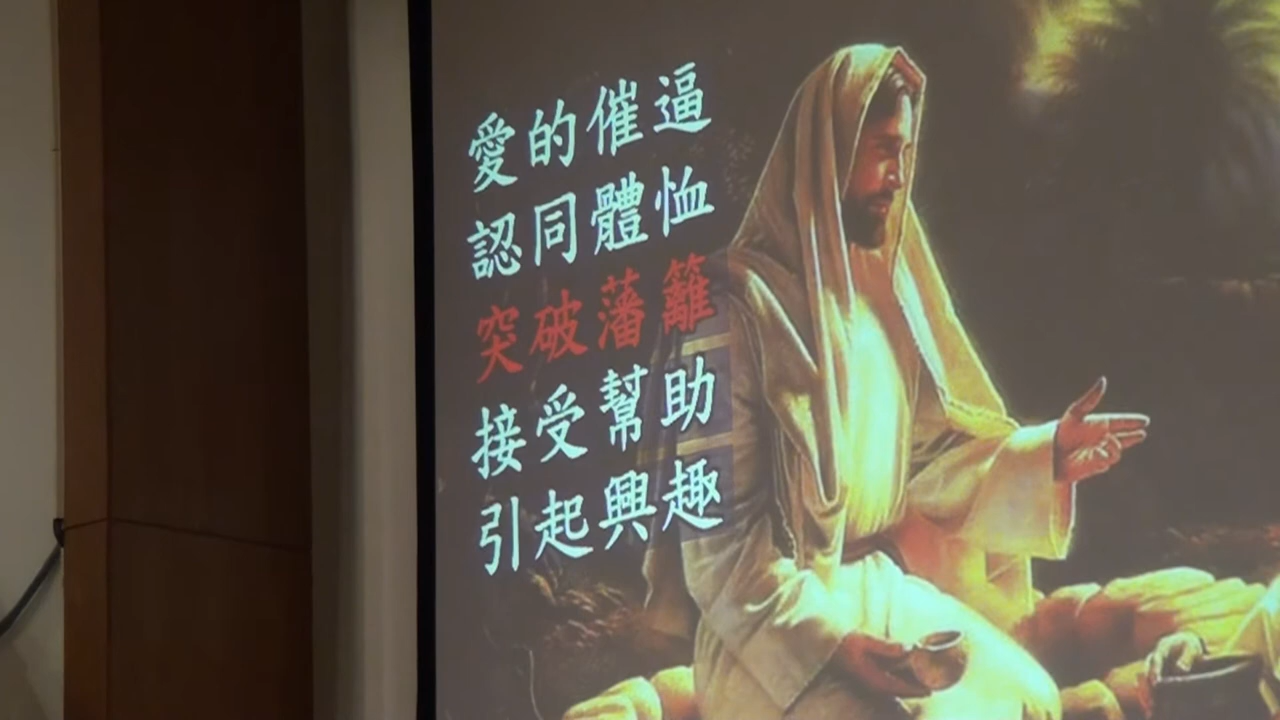 愛的催逼
認同體恤
突破藩籬
接受幫助
引起興趣